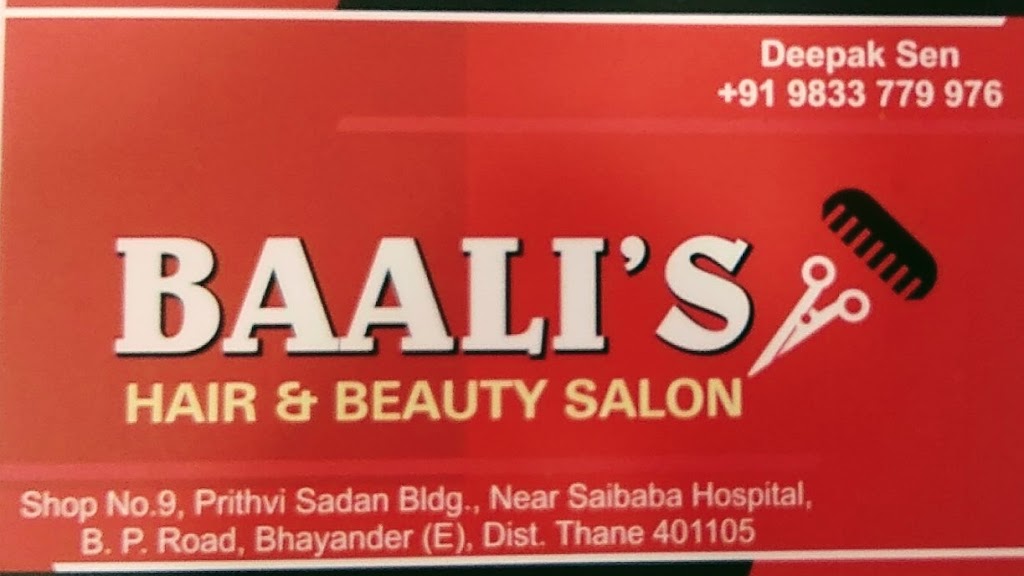 Deepak Sen
+91 9833 779 976
BAALI'S
HAIR & BEAUTY SALON
Shop No.9, Prithvi Sadan Bldg., Near Saibaba Hospital,
B. P. Road, Bhayander (E), Dist. Thane 401105